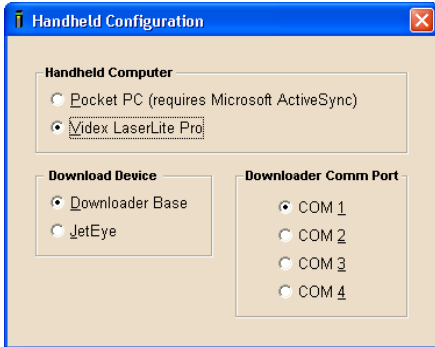 Handheld Configuration
Handheld Computer
Pocket PC (requires Microsoft ActiveSync)
Videx LaserLite Pro
Download Device
Downloader Base
JetEye
Downloader Comm Port
COM 1
COM 2
COM 3
COM 4